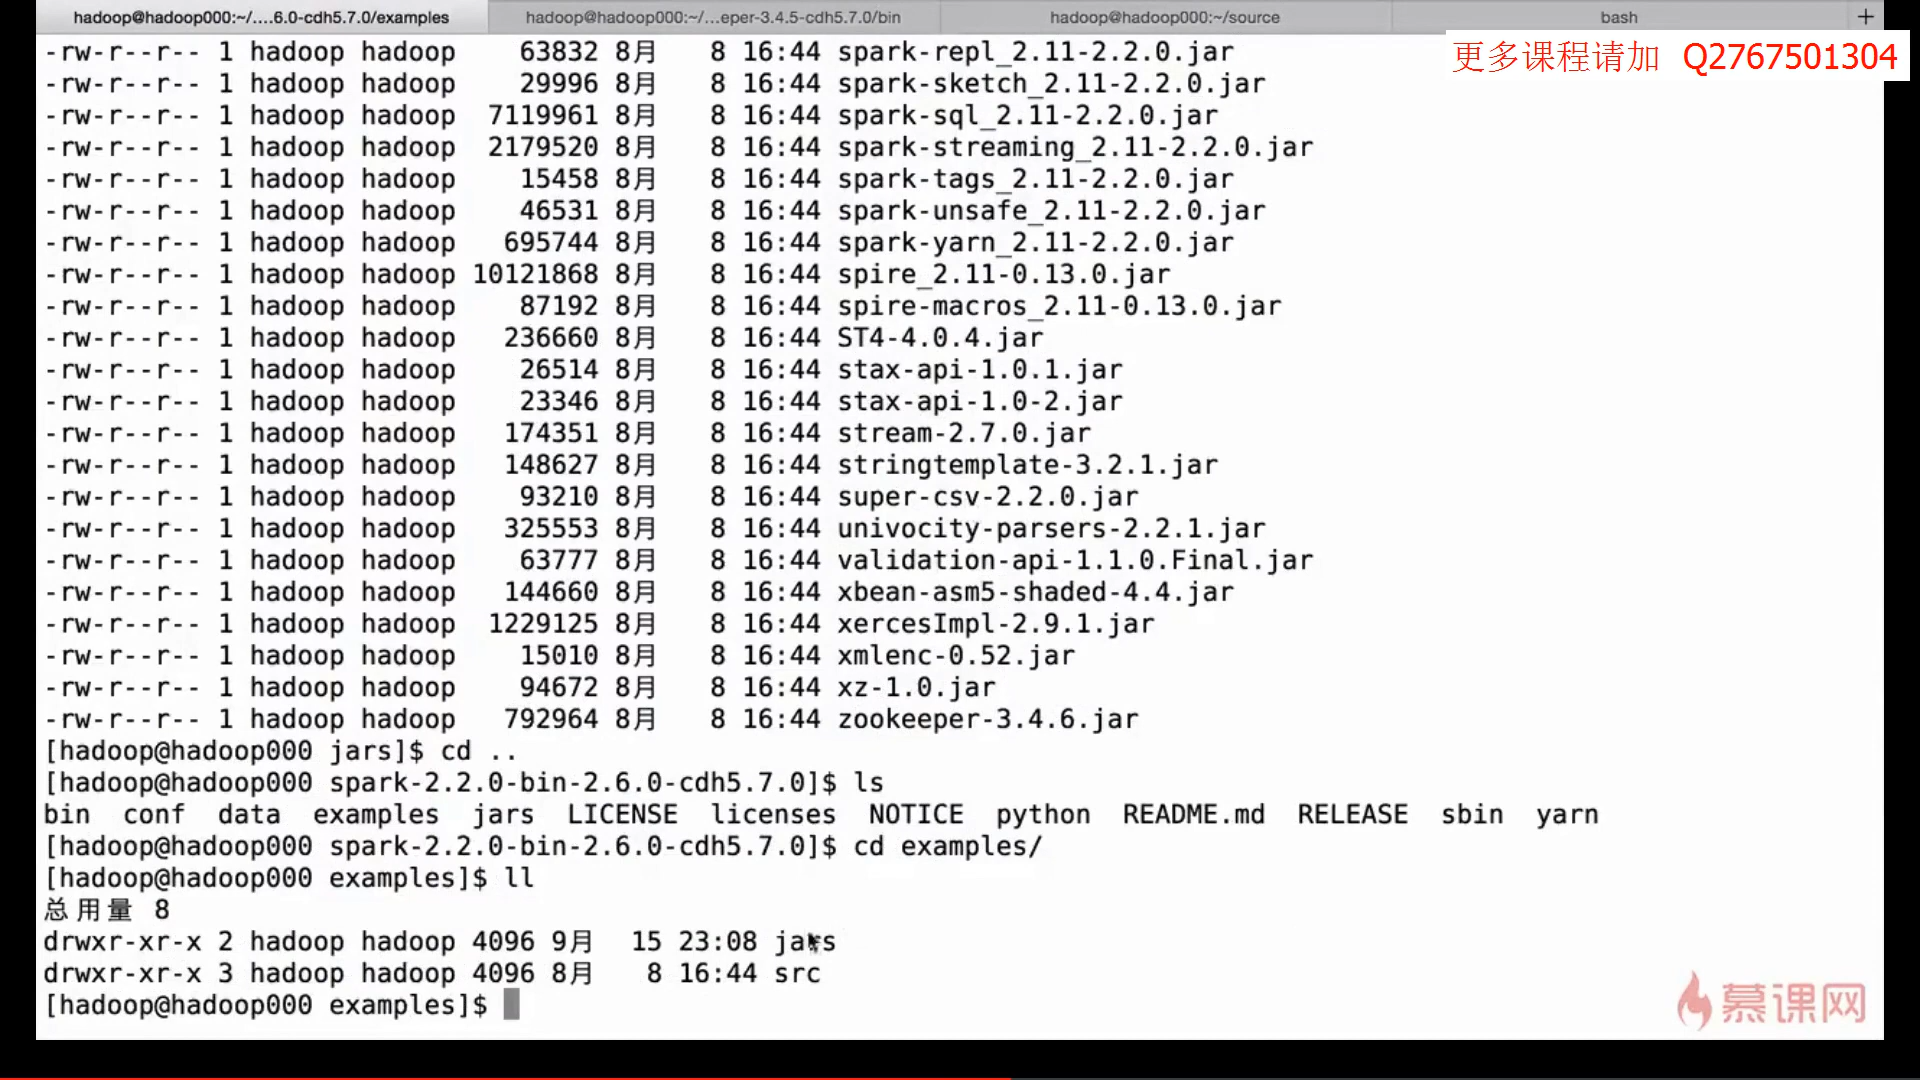 hadoop@hadoop000:~/....6.0-cdh5.7.0/examples hadoop@hadoop000:~/...eper-3.4.5-cdh5.7.0/bin hadoop@hadoop000:~/source bash +
更多课程请加 Q2767501304
-rw-r--r-- 1 hadoop hadoop 63832 8月 8 16:44 spark-repl_2.11-2.2.0.jar
-rw-r--r-- 1 hadoop hadoop 29996 8月 8 16:44 spark-sketch_2.11-2.2.0.jar
-rw-r--r-- 1 hadoop hadoop 7119961 8月 8 16:44 spark-sql_2.11-2.2.0.jar
-rw-r--r-- 1 hadoop hadoop 2179520 8月 8 16:44 spark-streaming_2.11-2.2.0.jar
-rw-r--r-- 1 hadoop hadoop 15458 8月 8 16:44 spark-tags_2.11-2.2.0.jar
-rw-r--r-- 1 hadoop hadoop 46531 8月 8 16:44 spark-unsafe_2.11-2.2.0.jar
-rw-r--r-- 1 hadoop hadoop 695744 8月 8 16:44 spark-yarn_2.11-2.2.0.jar
-rw-r--r-- 1 hadoop hadoop 10121868 8月 8 16:44 spire_2.11-0.13.0.jar
-rw-r--r-- 1 hadoop hadoop 87192 8月 8 16:44 spire-macros_2.11-0.13.0.jar
-rw-r--r-- 1 hadoop hadoop 236660 8月 8 16:44 ST4-4.0.4.jar
-rw-r--r-- 1 hadoop hadoop 26514 8月 8 16:44 stax-api-1.0.1.jar
-rw-r--r-- 1 hadoop hadoop 23346 8月 8 16:44 stax-api-1.0-2.jar
-rw-r--r-- 1 hadoop hadoop 174351 8月 8 16:44 stream-2.7.0.jar
-rw-r--r-- 1 hadoop hadoop 148627 8月 8 16:44 stringtemplate-3.2.1.jar
-rw-r--r-- 1 hadoop hadoop 93210 8月 8 16:44 super-csv-2.2.0.jar
-rw-r--r-- 1 hadoop hadoop 325553 8月 8 16:44 univocity-parsers-2.2.1.jar
-rw-r--r-- 1 hadoop hadoop 63777 8月 8 16:44 validation-api-1.1.0.Final.jar
-rw-r--r-- 1 hadoop hadoop 144660 8月 8 16:44 xbean-asm5-shaded-4.4.jar
-rw-r--r-- 1 hadoop hadoop 1229125 8月 8 16:44 xercesImpl-2.9.1.jar
-rw-r--r-- 1 hadoop hadoop 15010 8月 8 16:44 xmlenc-0.52.jar
-rw-r--r-- 1 hadoop hadoop 94672 8月 8 16:44 xz-1.0.jar
-rw-r--r-- 1 hadoop hadoop 792964 8月 8 16:44 zookeeper-3.4.6.jar
[hadoop@hadoop000 jars]$ cd ..
[hadoop@hadoop000 spark-2.2.0-bin-2.6.0-cdh5.7.0]$ ls
bin conf data examples jars LICENSE licenses NOTICE python README.md RELEASE sbin yarn
[hadoop@hadoop000 spark-2.2.0-bin-2.6.0-cdh5.7.0]$ cd examples/
[hadoop@hadoop000 examples]$ ll
总用量 8
drwxr-xr-x 2 hadoop hadoop 4096 9月 15 23:08 jars
drwxr-xr-x 3 hadoop hadoop 4096 8月 8 16:44 src
[hadoop@hadoop000 examples]$
慕课网